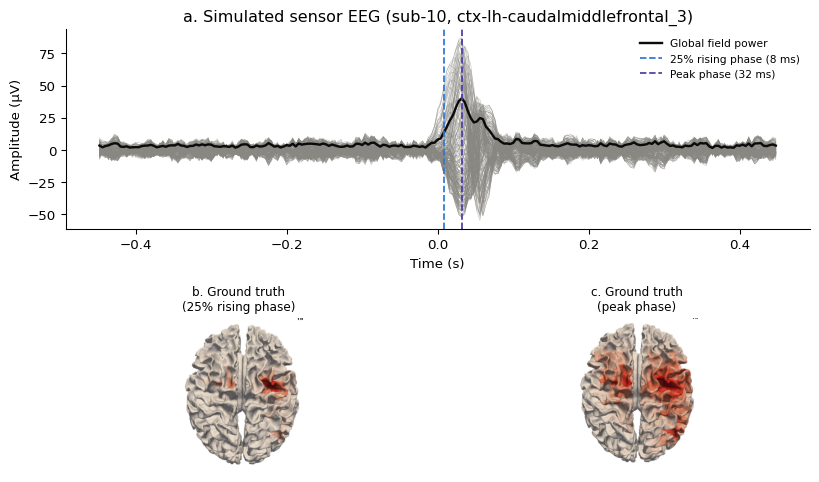 a. Simulated sensor EEG (sub-10, ctx-lh-caudalmiddlefrontal_3)
Amplitude (µV)
75
50
25
0
−25
−50
Global field power
25% rising phase (8 ms)
Peak phase (32 ms)
−0.4
−0.2
0.0
0.2
0.4
Time (s)
b. Ground truth
(25% rising phase)
c. Ground truth
(peak phase)